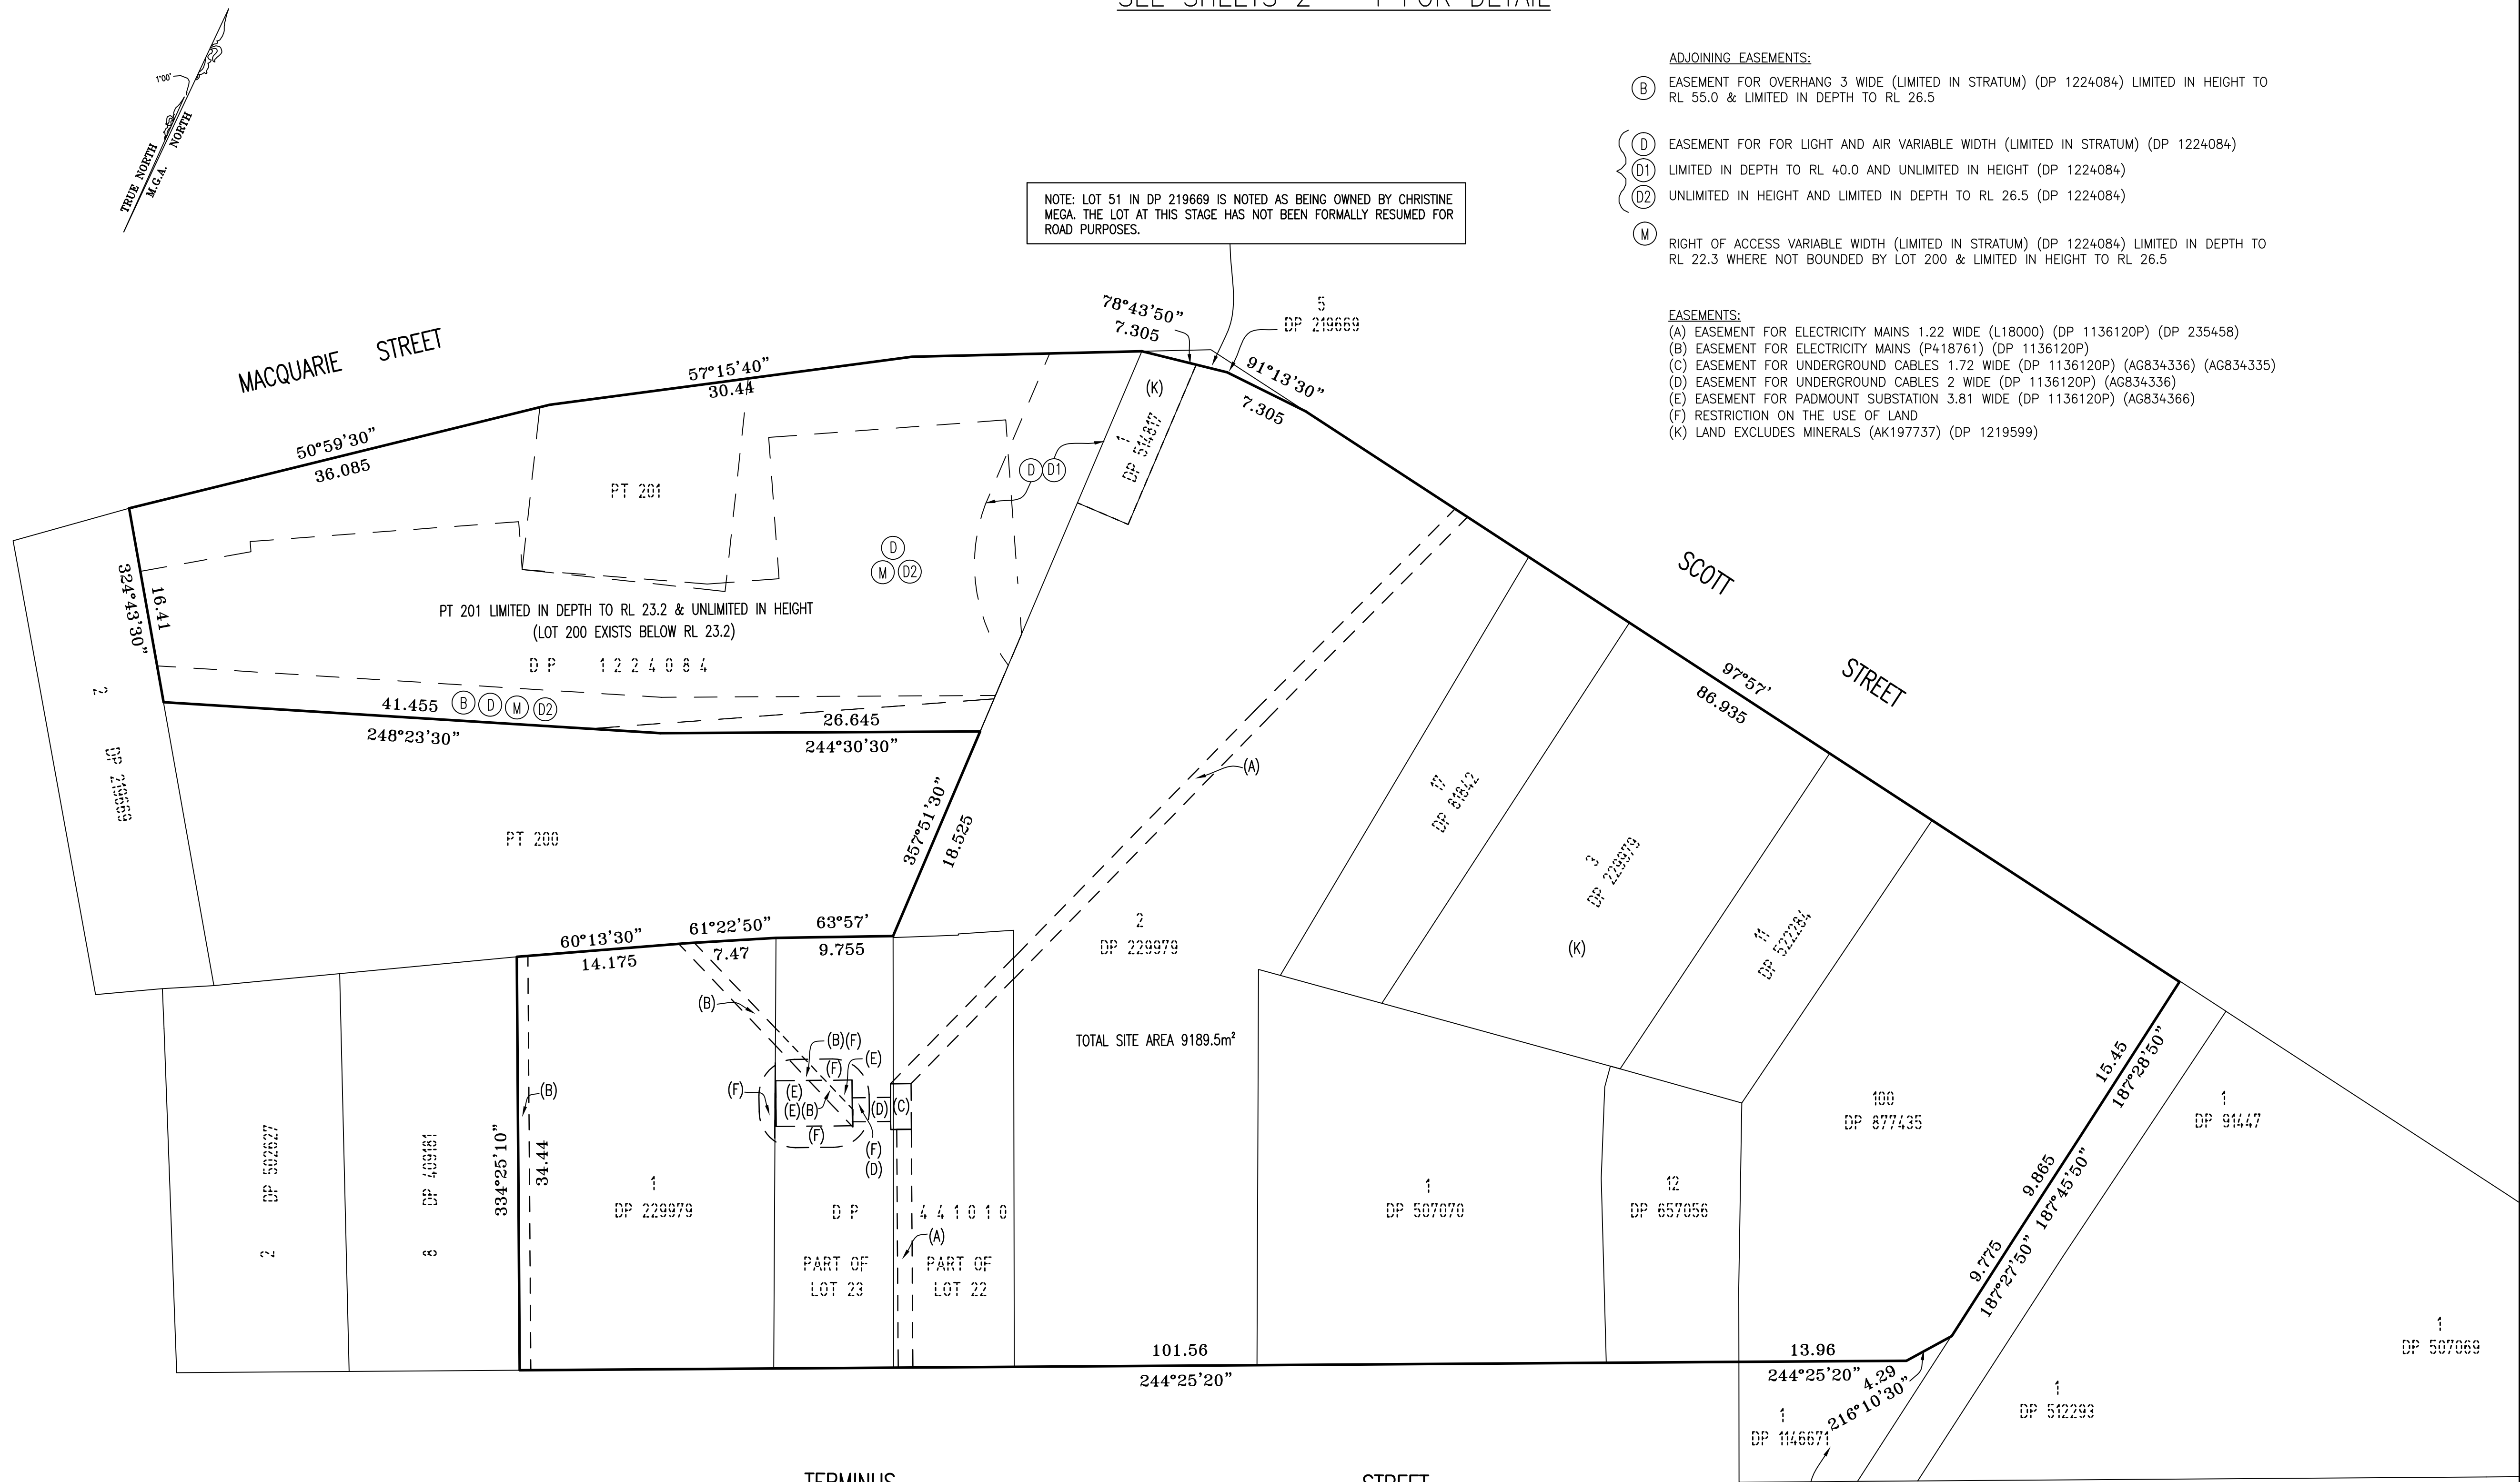 TRUE NORTH
M.G.A. NORTH
1°00'
ADJOINING EASEMENTS:
(B) EASEMENT FOR OVERHANG 3 WIDE (LIMITED IN STRATUM) (DP 1224084) LIMITED IN HEIGHT TO
RL 55.0 & LIMITED IN DEPTH TO RL 26.5
(D) EASEMENT FOR FOR LIGHT AND AIR VARIABLE WIDTH (LIMITED IN STRATUM) (DP 1224084)
(D1) LIMITED IN DEPTH TO RL 40.0 AND UNLIMITED IN HEIGHT (DP 1224084)
(D2) UNLIMITED IN HEIGHT AND LIMITED IN DEPTH TO RL 26.5 (DP 1224084)
(M) RIGHT OF ACCESS VARIABLE WIDTH (LIMITED IN STRATUM) (DP 1224084) LIMITED IN DEPTH TO
RL 22.3 WHERE NOT BOUNDED BY LOT 200 & LIMITED IN HEIGHT TO RL 26.5
EASEMENTS:
(A) EASEMENT FOR ELECTRICITY MAINS 1.22 WIDE (L18000) (DP 1136120P) (DP 235458)
(B) EASEMENT FOR ELECTRICITY MAINS (P418761) (DP 1136120P)
(C) EASEMENT FOR UNDERGROUND CABLES 1.72 WIDE (DP 1136120P) (AG834336) (AG834335)
(D) EASEMENT FOR UNDERGROUND CABLES 2 WIDE (DP 1136120P) (AG834336)
(E) EASEMENT FOR PADMOUNT SUBSTATION 3.81 WIDE (DP 1136120P) (AG834366)
(F) RESTRICTION ON THE USE OF LAND
(K) LAND EXCLUDES MINERALS (AK197737) (DP 1219599)
NOTE: LOT 51 IN DP 219669 IS NOTED AS BEING OWNED BY CHRISTINE
MEGA. THE LOT AT THIS STAGE HAS NOT BEEN FORMALLY RESUMED FOR
ROAD PURPOSES.
MACQUARIE STREET
50°59'30"
36.085
57°15'40"
30.44
78°43'50"
7.305
5
DP 219669
91°13'30"
7.305
(K)
1
DP 514817
D D1
PT 201
D
M D2
PT 201 LIMITED IN DEPTH TO RL 23.2 & UNLIMITED IN HEIGHT
(LOT 200 EXISTS BELOW RL 23.2)
DP 1224084
324°43'30"
16.41
2
DP 219669
41.455
B D M D2
248°23'30"
26.645
244°30'30"
SCOTT
STREET
97°57'
86.935
(A)
17
DP 81842
3
DP 229979
(K)
11
DP 522284
357°51'30"
18.525
PT 200
60°13'30"
14.175
61°22'50"
7.47
63°57'
9.755
2
DP 229979
TOTAL SITE AREA 9189.5m²
(B)
(B)(F)
(F)
(E)
(F)
(E)
(E)(B)
(D)
(C)
(F)
(F)
(D)
(B)
334°25'10"
34.44
2 DP 502627
8 DP 409181
1
DP 229979
DP 441010
(A)
PART OF
LOT 23
PART OF
LOT 22
1
DP 507070
12
DP 657056
100
DP 877435
15.45
187°28'50"
9.865
187°45'50"
9.775
187°27'50"
1
DP 91447
1
DP 507069
1
DP 512293
101.56
244°25'20"
13.96
244°25'20"
4.29
216°10'30"
1
DP 1146671
TERMINUS STREET